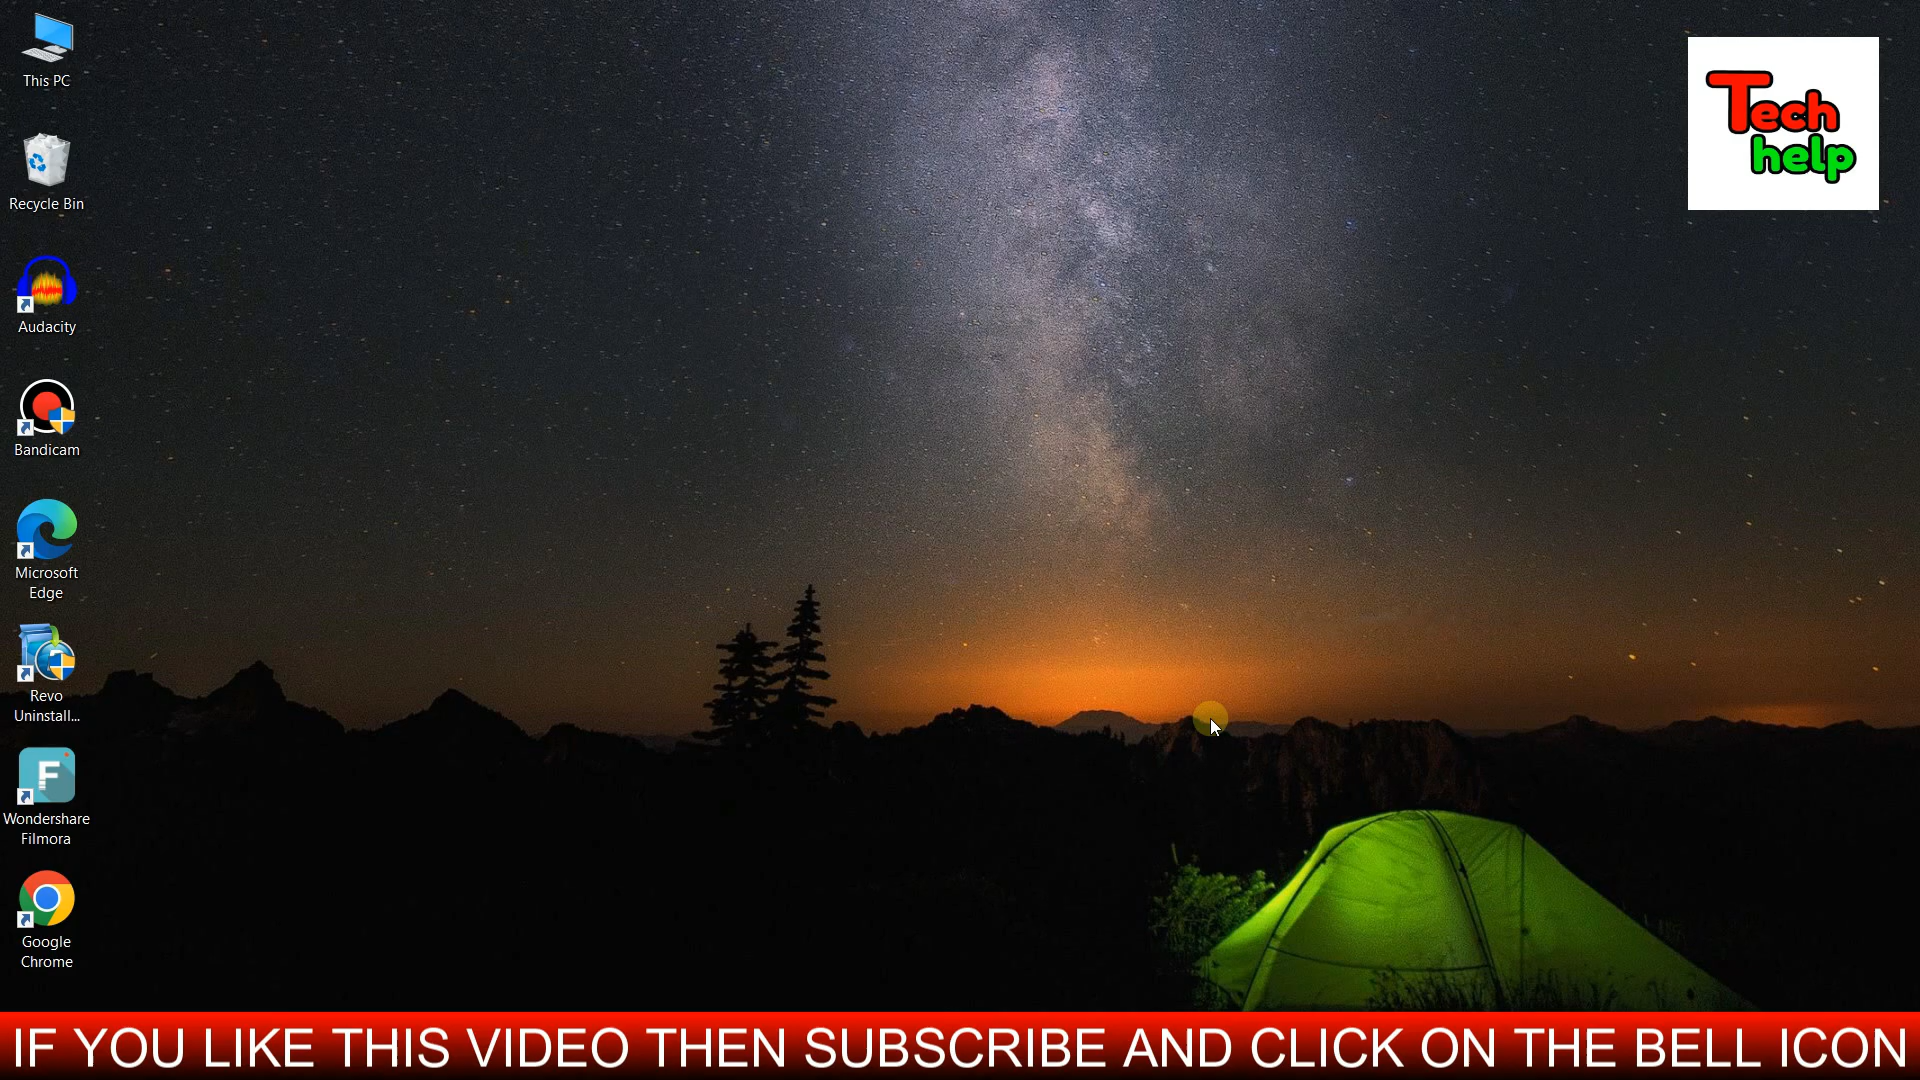 This PC
Recycle Bin
Audacity
Bandicam
Microsoft
Edge
Revo
Uninstall...
Wondershare
Filmora
Google
Chrome
Tech
help
IF YOU LIKE THIS VIDEO THEN SUBSCRIBE AND CLICK ON THE BELL ICON